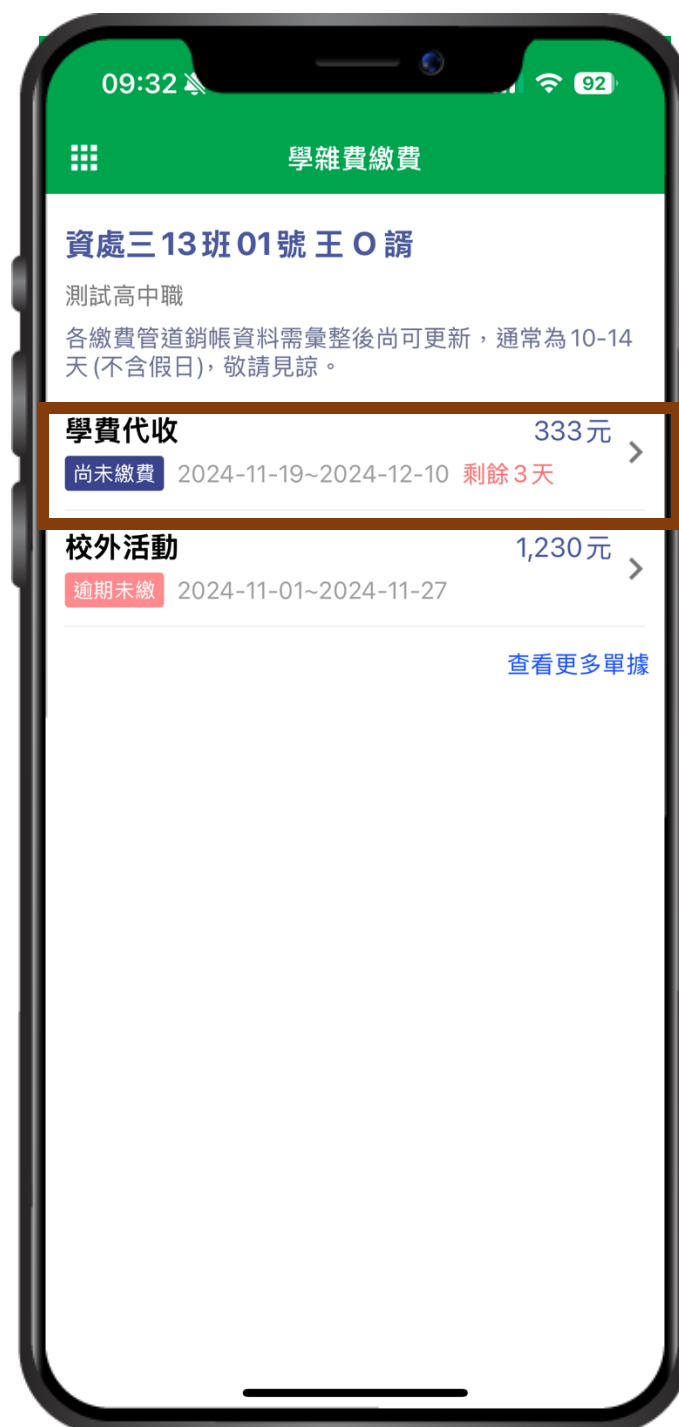 09:32
92
學雜費繳費
資處三13班01號 王 O 諝
測試高中職
各繳費管道銷帳資料需彙整後尚可更新，通常為10-14
天(不含假日)，敬請見諒。
學費代收 333元
尚未繳費 2024-11-19~2024-12-10 剩餘3天
校外活動 1,230元
逾期未繳 2024-11-01~2024-11-27
查看更多單據